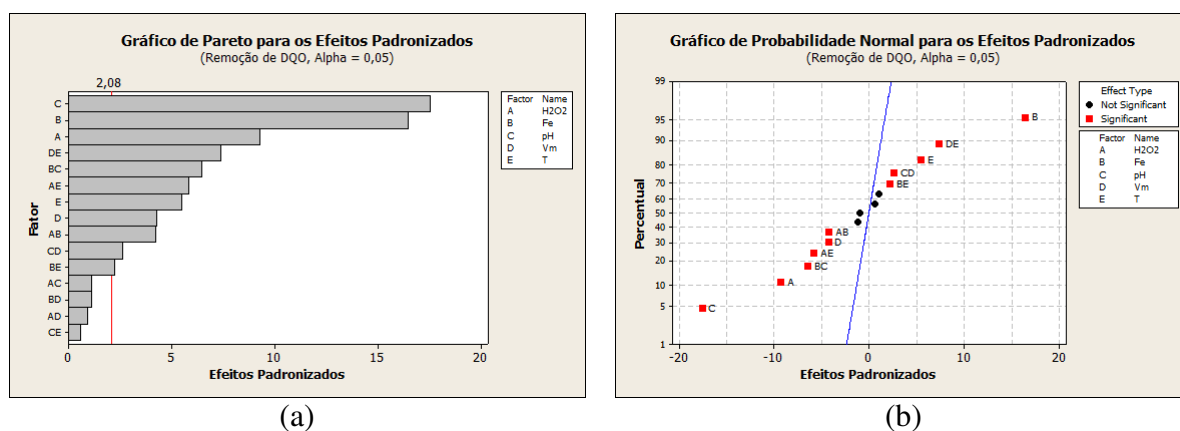 Gráfico de Pareto para os Efeitos Padronizados
(Remoção de DQO, Alpha = 0,05)
2,08
Fator
C
B
A
DE
BC
AE
E
D
AB
CD
BE
AC
BD
AD
CE
0 5 10 15 20
Efeitos Padronizados
Factor Name
A H2O2
B Fe
C pH
D Vm
E T
(a)
Gráfico de Probabilidade Normal para os Efeitos Padronizados
(Remoção de DQO, Alpha = 0,05)
Percentual
99
95
90
80
70
60
50
40
30
20
10
5
1
B
DE
E
CD
BE
AB
D
AE
BC
A
C
-20 -10 0 10 20
Efeitos Padronizados
Effect Type
Not Significant
Significant
Factor Name
A H2O2
B Fe
C pH
D Vm
E T
(b)